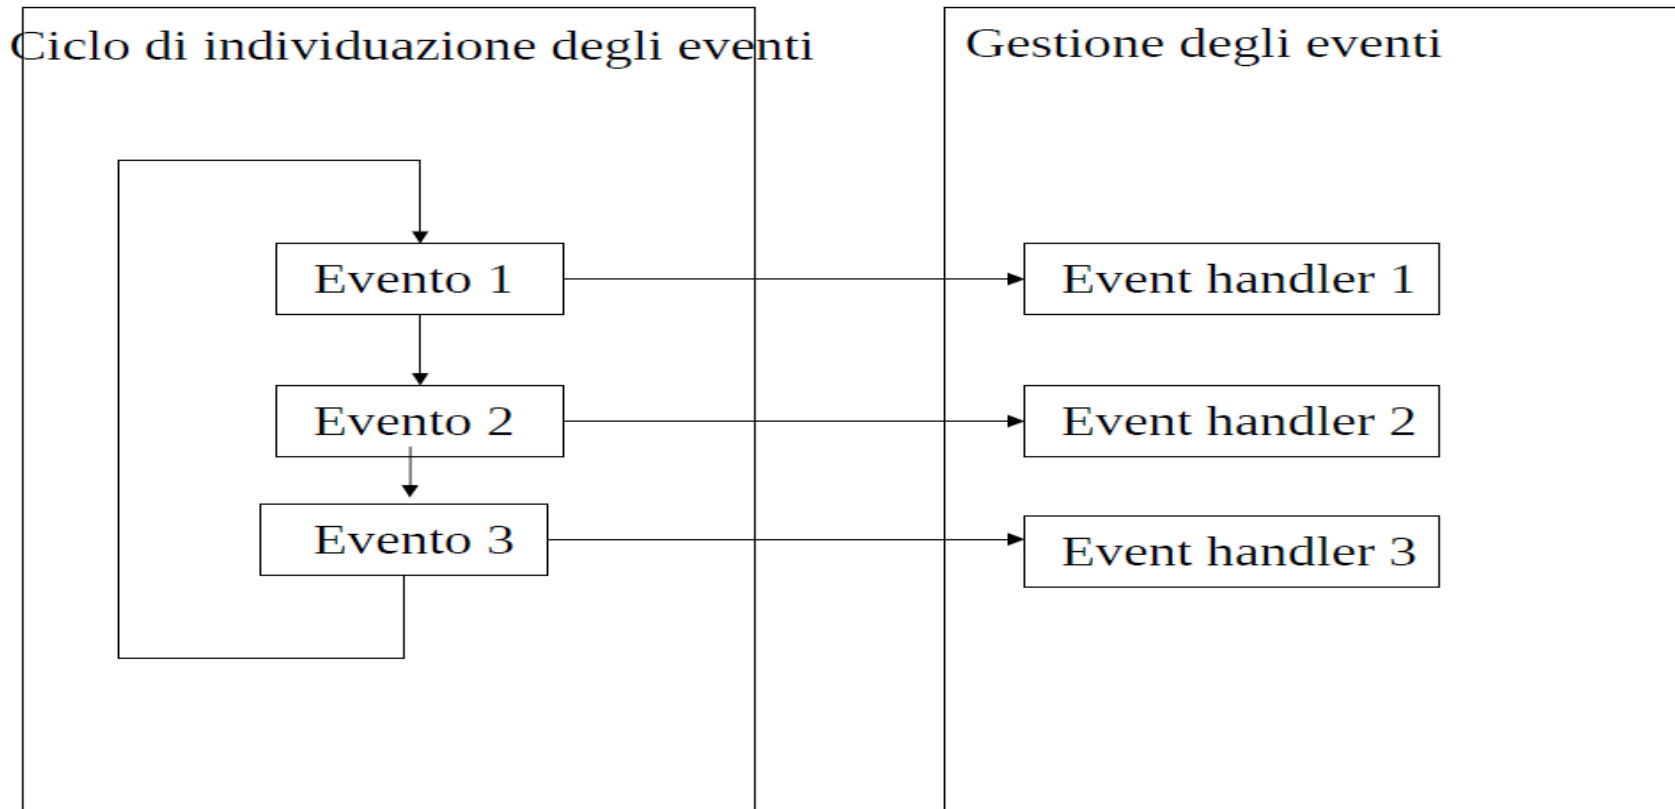 Ciclo di individuazione degli eventi
Gestione degli eventi
Evento 1
Event handler 1
Evento 2
Event handler 2
Evento 3
Event handler 3